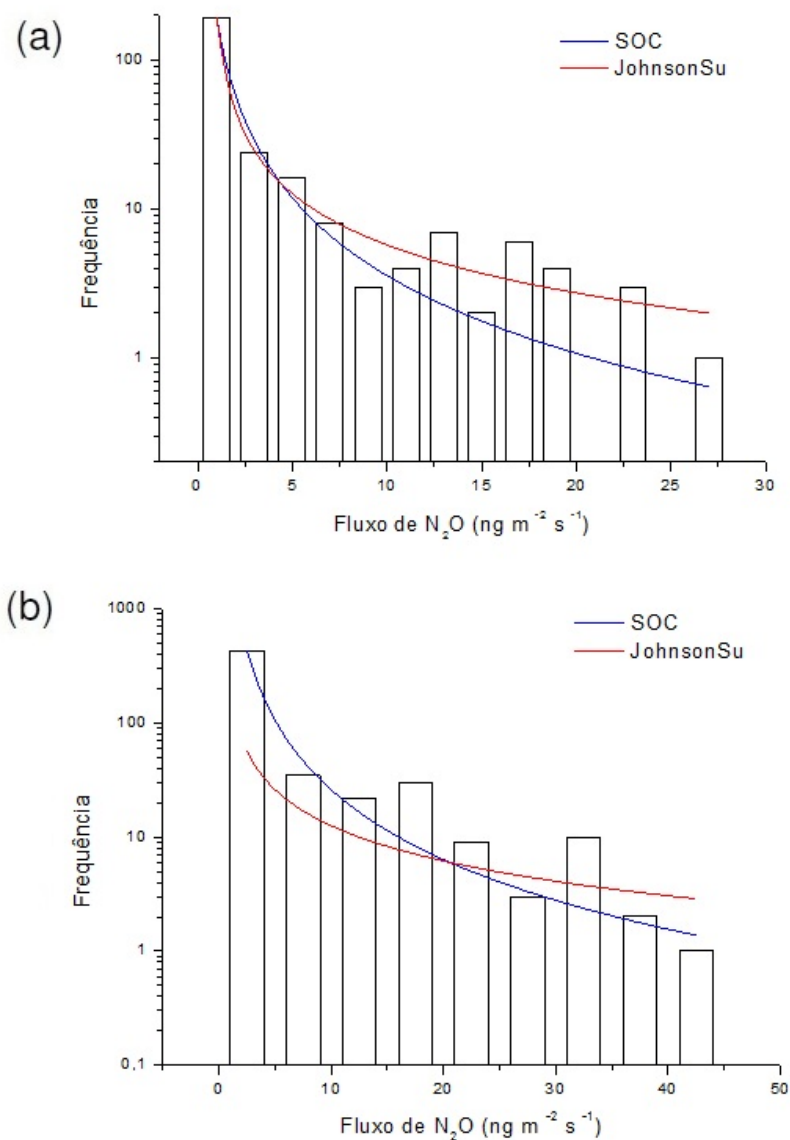 (a)
SOC
JohnsonSu
100
10
1
Frequência
0 5 10 15 20 25 30
Fluxo de N₂O (ng m⁻² s⁻¹)
(b)
SOC
JohnsonSu
1000
100
10
1
0.1
Frequência
0 10 20 30 40 50
Fluxo de N₂O (ng m⁻² s⁻¹)